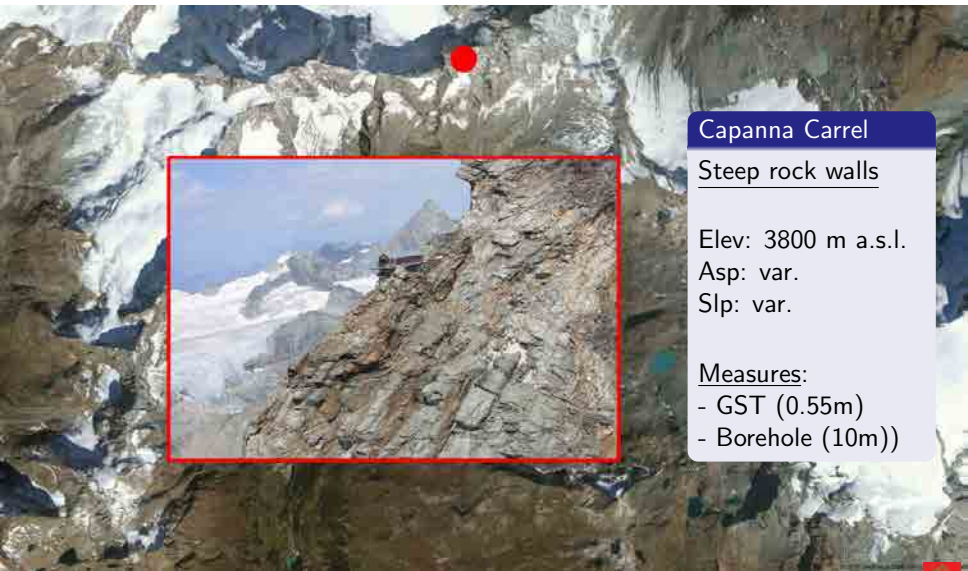 Capanna Carrel
Steep rock walls
Elev: 3800 m a.s.l.
Asp: var.
Slp: var.
Measures:
- GST (0.55m)
- Borehole (10m))